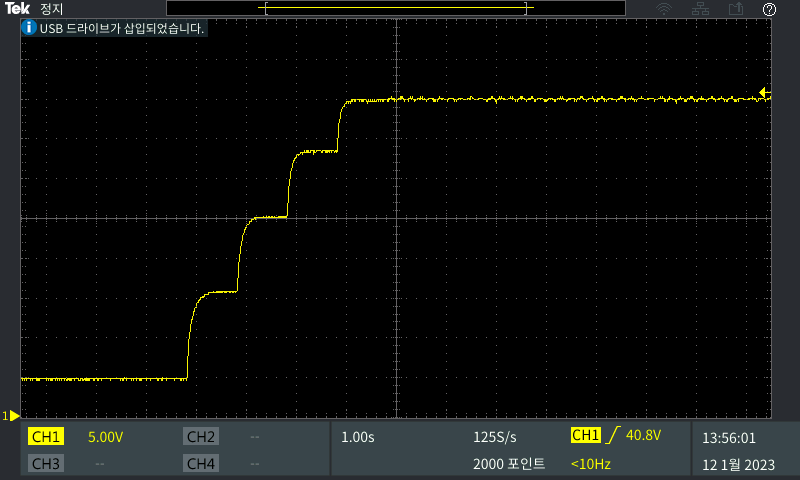 Tek 정지
USB 드라이브가 삽입되었습니다.
1
CH1 5.00V CH2 -- 1.00s 125S/s CH1 40.8V 13:56:01
CH3 -- CH4 -- 2000 포인트 <10Hz 12 1월 2023